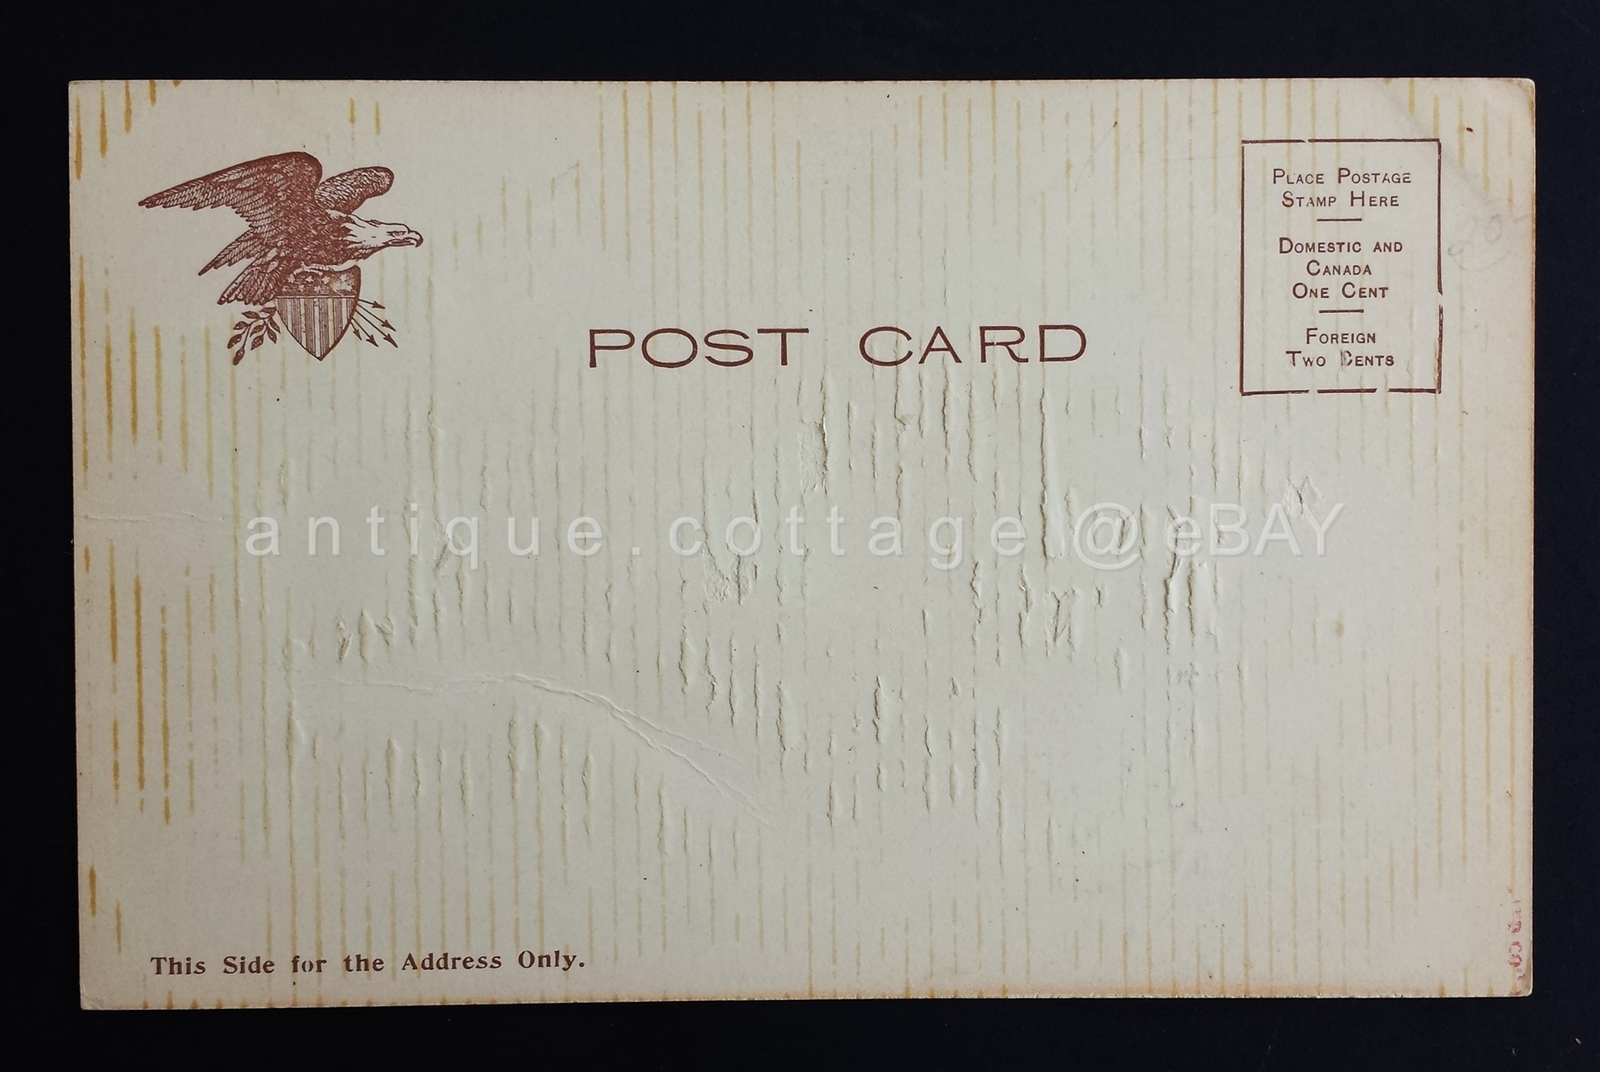 PLACE POSTAGE
STAMP HERE
DOMESTIC AND
CANADA
ONE CENT
FOREIGN
TWO CENTS
POST CARD
antique.cottage@eBAY
This Side for the Address Only.